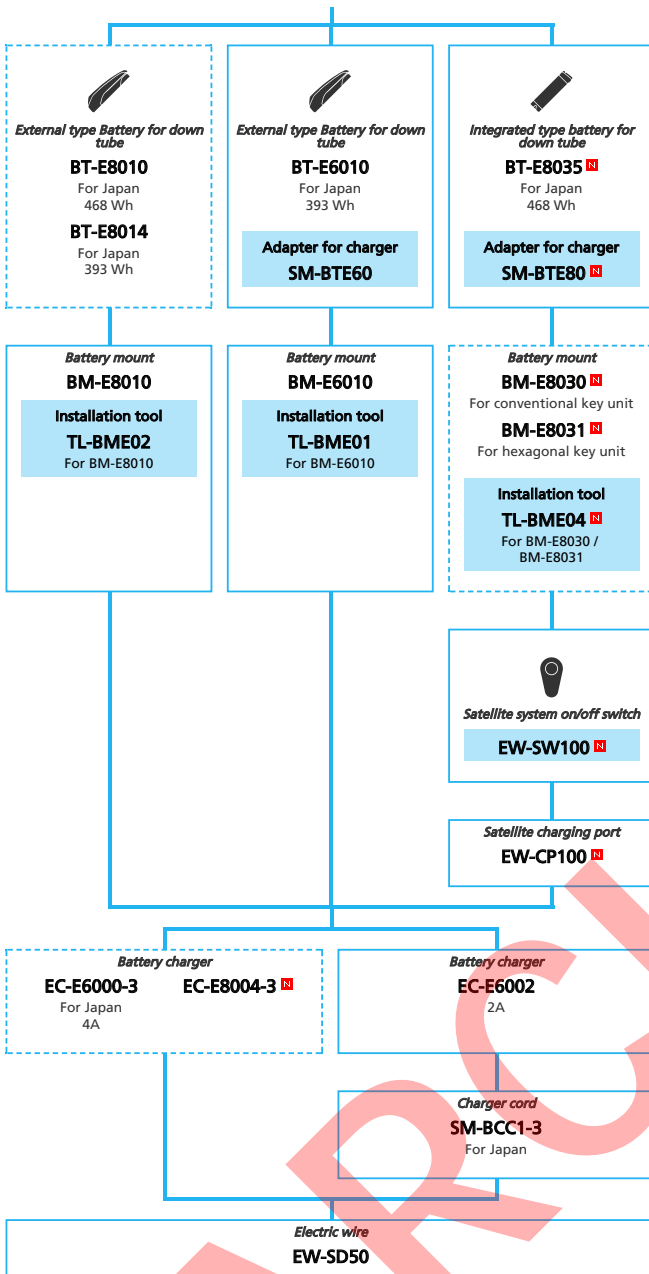 External type Battery for down
tube
BT-E8010
For Japan
468 Wh
BT-E8014
For Japan
393 Wh
External type Battery for down
tube
BT-E6010
For Japan
393 Wh
Adapter for charger
SM-BTE60
Integrated type battery for
down tube
BT-E8035 N
For Japan
468 Wh
Adapter for charger
SM-BTE80 N
Battery mount
BM-E8010
Installation tool
TL-BME02
For BM-E8010
Battery mount
BM-E6010
Installation tool
TL-BME01
For BM-E6010
Battery mount
BM-E8030 N
For conventional key unit
BM-E8031 N
For hexagonal key unit
Installation tool
TL-BME04 N
For BM-E8030 /
BM-E8031
Satellite system on/off switch
EW-SW100 N
Satellite charging port
EW-CP100 N
Battery charger
EC-E6000-3 EC-E8004-3 N
For Japan
4A
Battery charger
EC-E6002
2A
Charger cord
SM-BCC1-3
For Japan
Electric wire
EW-SD50